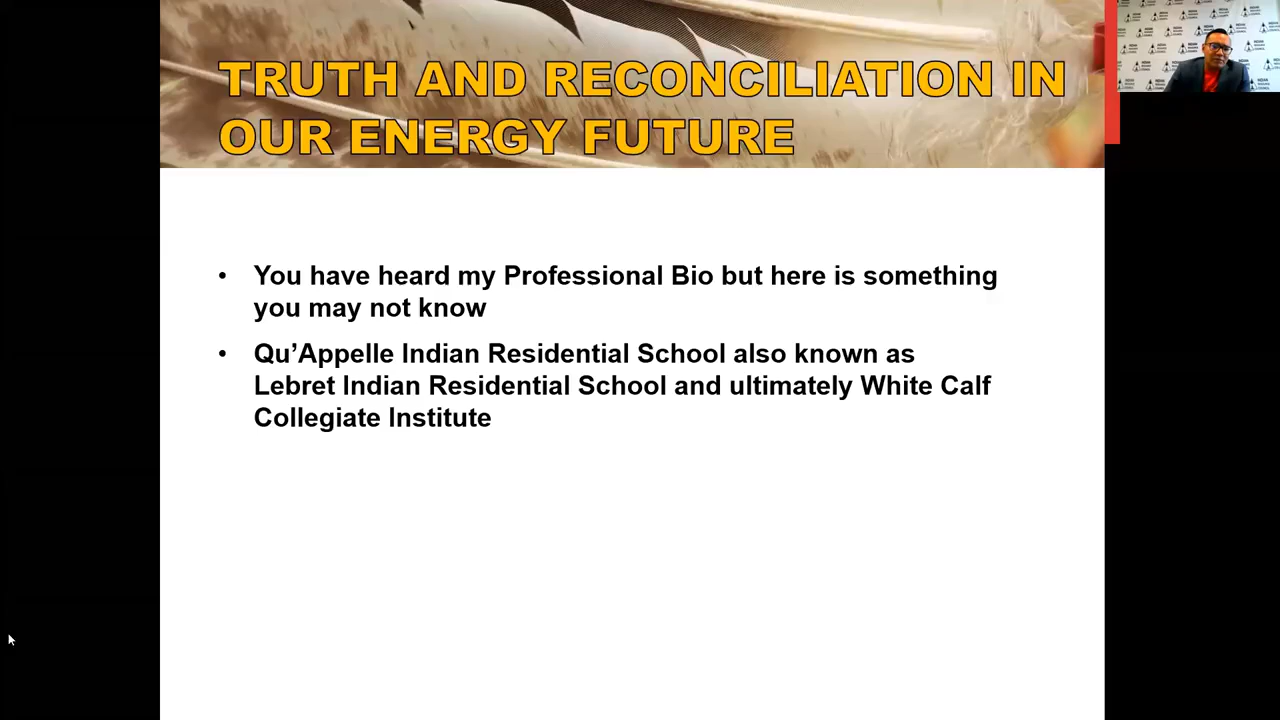 TRUTH AND RECONCILIATION IN
OUR ENERGY FUTURE
• You have heard my Professional Bio but here is something
you may not know
• Qu’Appelle Indian Residential School also known as
Lebret Indian Residential School and ultimately White Calf
Collegiate Institute